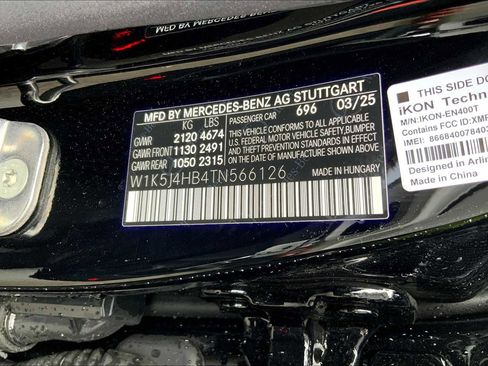 MFD BY MERCEDES-BENZ AG STUTTGART
KG LBS PASSENGER CAR 696 03/25
GVWR 2120 4674
GAWR FRONT 1130 2491
GAWR REAR 1050 2315
THIS VEHICLE CONFORMS TO ALL
APPLICABLE U.S. FEDERAL
MOTOR VEHICLE SAFETY, BUMPER,
AND THEFT PREVENTION
STANDARDS IN EFFECT ON THE DATE
OF MANUFACTURE SHOWN ABOVE.
W1K5J4HB4TN566126
MADE IN HUNGARY
THIS SIDE DO
iKON Techn
M/N: IKON-EN400T
Contains FCC ID:XMR
IMEI: 866840078403
Designed in Arlin
Made in China